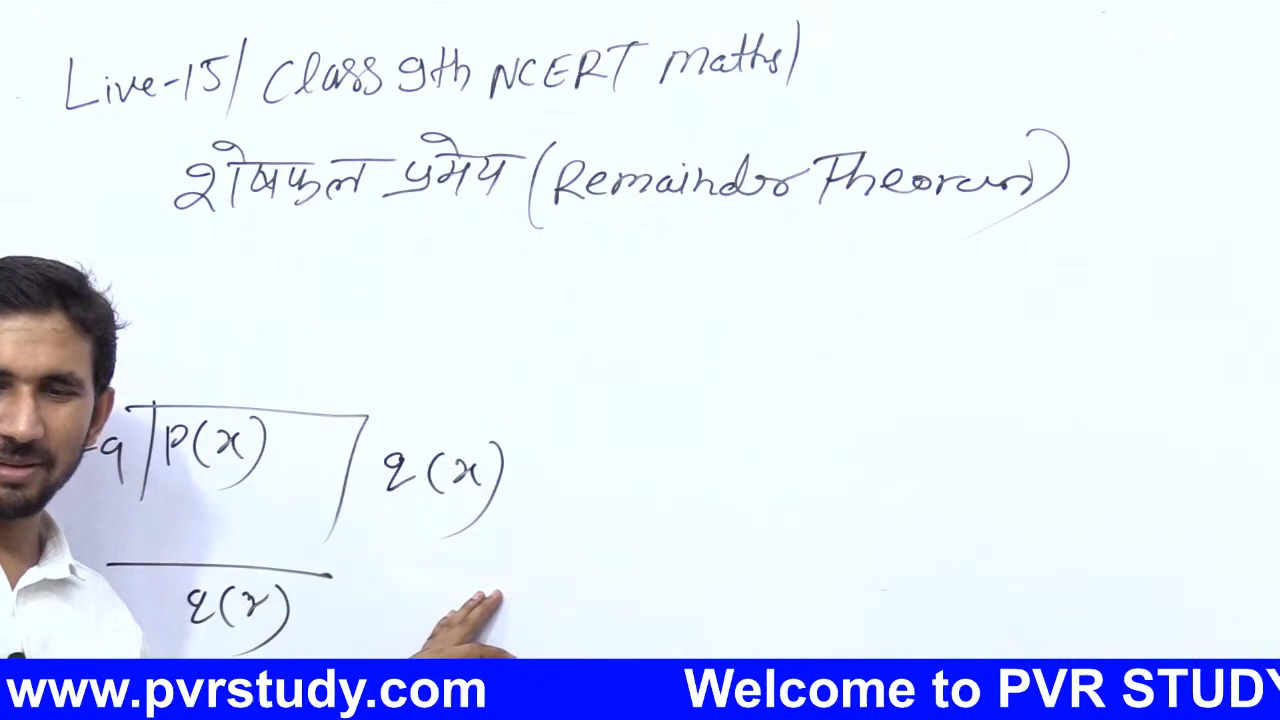 Live-15/ Class 9th NCERT Maths/
शेषफल प्रमेय (Remainder Theorem)
-a P(x) q(x)
q(x)
www.pvrstudy.com Welcome to PVR STUDY